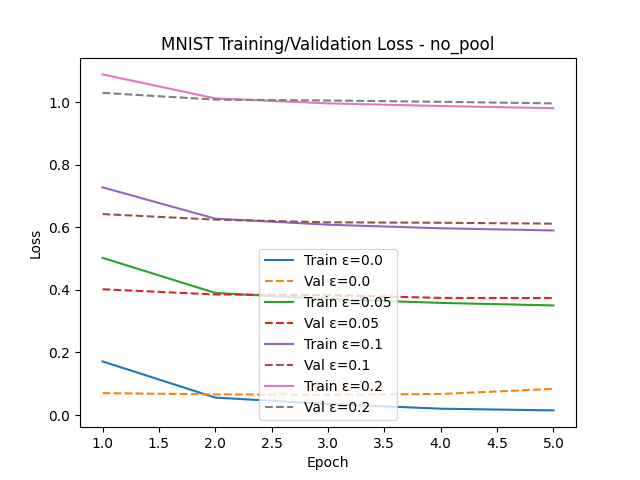 MNIST Training/Validation Loss - no_pool
Loss
1.0
0.8
0.6
0.4
0.2
0.0
Train ε=0.0
Val ε=0.0
Train ε=0.05
Val ε=0.05
Train ε=0.1
Val ε=0.1
Train ε=0.2
Val ε=0.2
1.0 1.5 2.0 2.5 3.0 3.5 4.0 4.5 5.0
Epoch